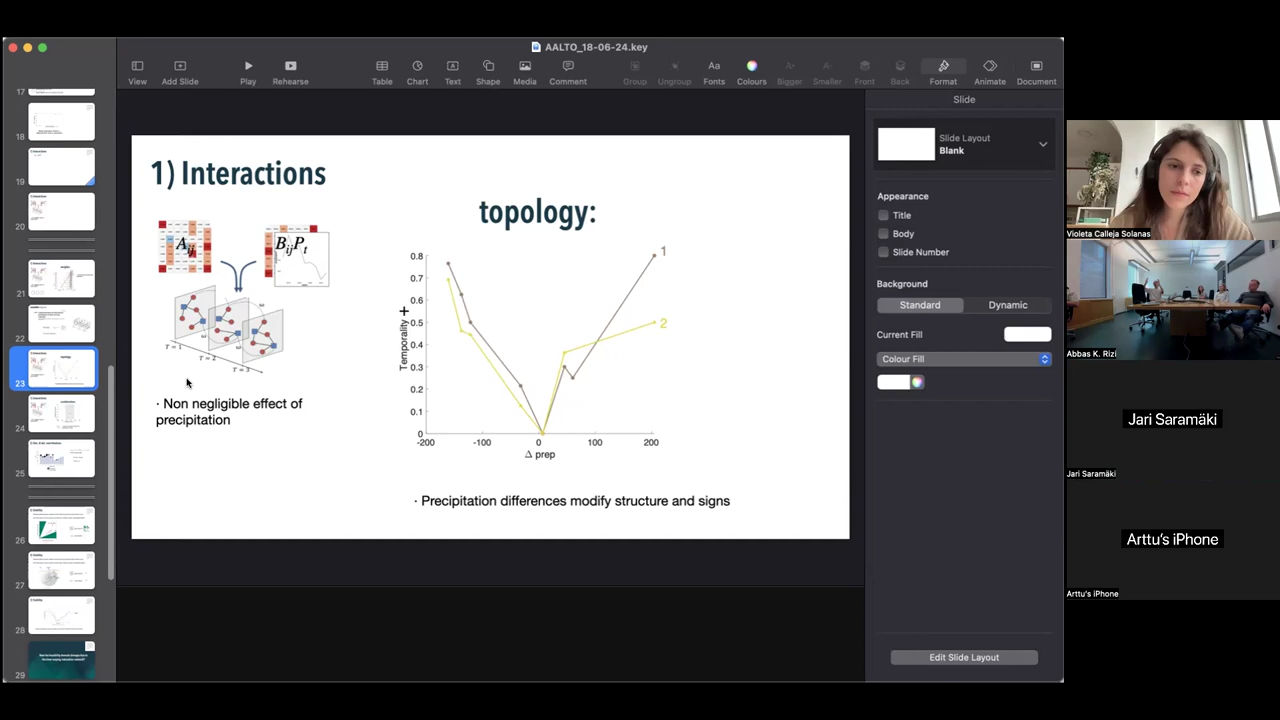 AALTO_18-06-24.key
View
Add Slide
Play
Rehearse
Table
Chart
Text
Shape
Media
Comment
Group
Ungroup
Fonts
Colours
Bigger
Smaller
Front
Back
Format
Animate
Document
17
18
19
20
21
22
23
24
25
26
27
28
29
1) Interactions
topology:
Aij
BijPt
T = 1
T = 2
T = 3
· Non negligible effect of
precipitation
Temporality +
0.8
0.7
0.6
0.5
0.4
0.3
0.2
0.1
0
-200
-100
0
100
200
Δ prep
1
2
· Precipitation differences modify structure and signs
Slide
Slide Layout
Blank
Appearance
Title
Body
Slide Number
Background
Standard
Dynamic
Current Fill
Colour Fill
Edit Slide Layout
Violeta Calleja Solanas
Abbas K. Rizi
Jari Saramäki
Jari Saramäki
Arttu's iPhone
Arttu's iPhone